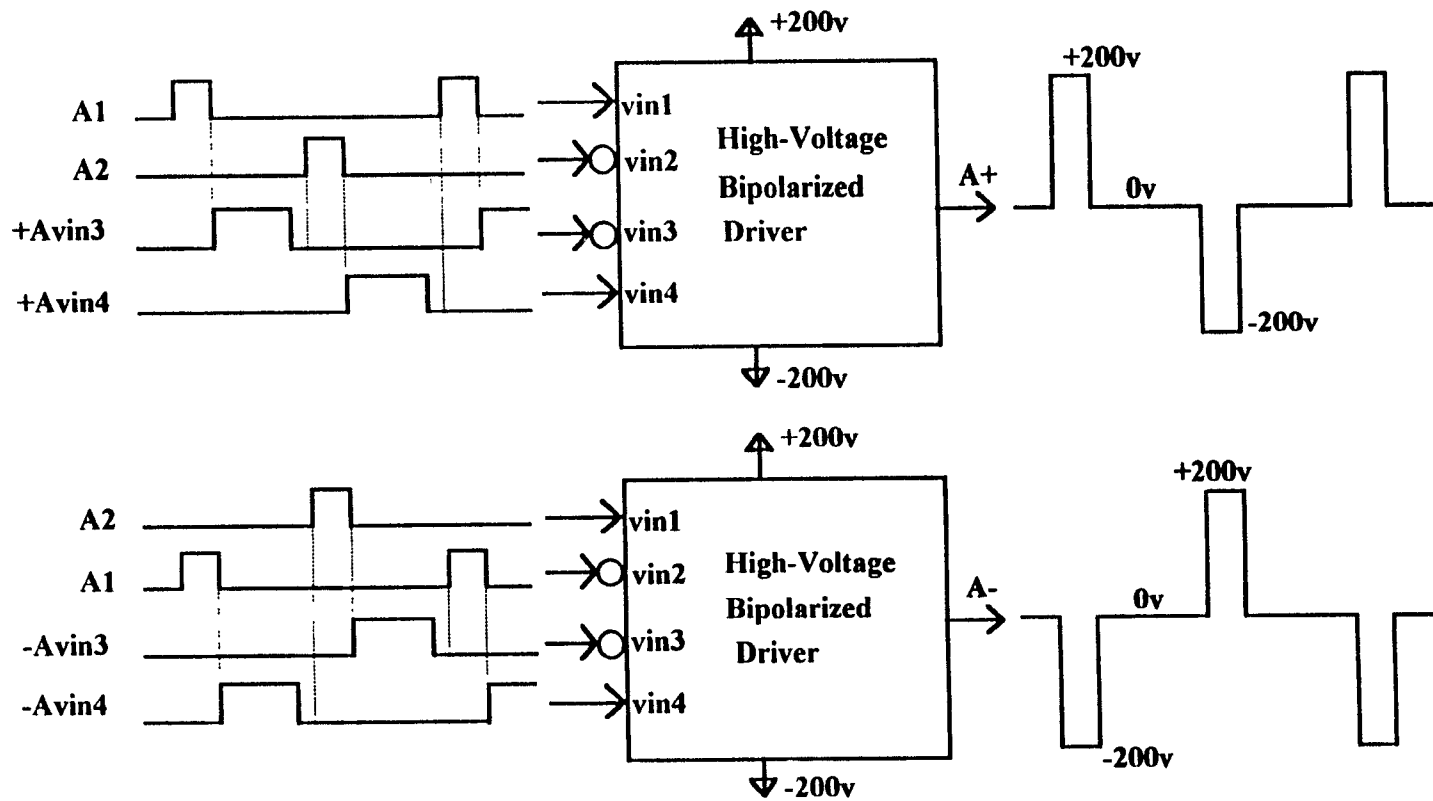 +200v
A1
vin1
High-Voltage
Bipolarized
Driver
+200v
A2
vin2
A+
0v
+Avin3
vin3
+Avin4
vin4
-200v
-200v
+200v
A2
vin1
High-Voltage
Bipolarized
Driver
+200v
A1
vin2
A-
0v
-Avin3
vin3
-Avin4
vin4
-200v
-200v